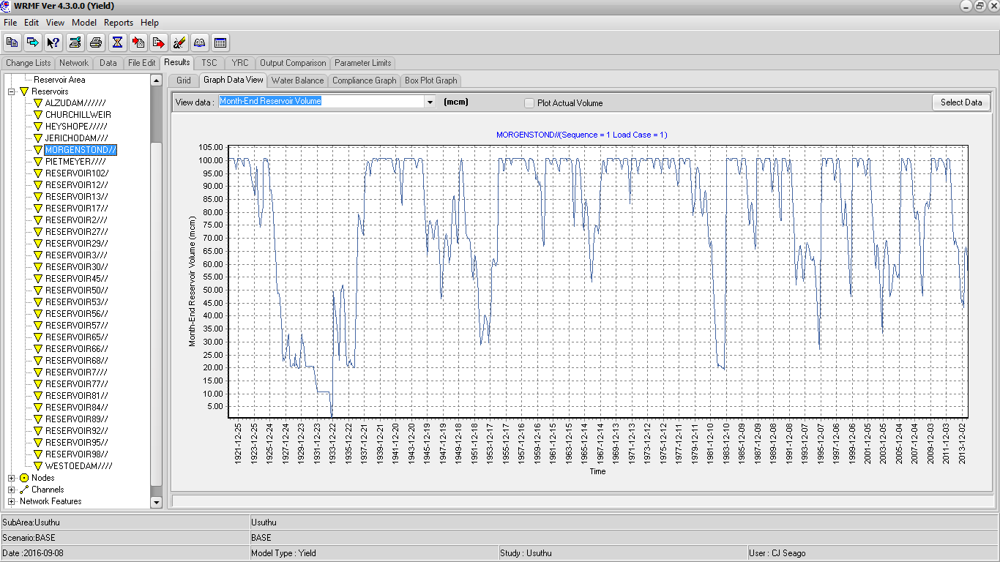 WRMF Ver 4.3.0.0 (Yield)
File Edit View Model Reports Help
Change Lists Network Data File Edit Results TSC YRC Output Comparison Parameter Limits
Reservoir Area
Reservoirs
ALZUDAM//////
CHURCHILLWEIR
HEYSHOPE/////
JERICHODAM///
MORGENSTOND//
PIETMEYER////
RESERVOIR102/
RESERVOIR12//
RESERVOIR13//
RESERVOIR17//
RESERVOIR2///
RESERVOIR27//
RESERVOIR29//
RESERVOIR3///
RESERVOIR30//
RESERVOIR45//
RESERVOIR50//
RESERVOIR53//
RESERVOIR56//
RESERVOIR57//
RESERVOIR65//
RESERVOIR66//
RESERVOIR68//
RESERVOIR7///
RESERVOIR77//
RESERVOIR81//
RESERVOIR84//
RESERVOIR89//
RESERVOIR92//
RESERVOIR95//
RESERVOIR98//
WESTOEDAM////
Nodes
Channels
Network Features
Grid Graph Data View Water Balance Compliance Graph Box Plot Graph
View data : Month-End Reservoir Volume (mcm) Plot Actual Volume Select Data
MORGENSTOND//(Sequence = 1 Load Case = 1)
Month-End Reservoir Volume (mcm)
105.00
100.00
95.00
90.00
85.00
80.00
75.00
70.00
65.00
60.00
55.00
50.00
45.00
40.00
35.00
30.00
25.00
20.00
15.00
10.00
5.00
1921-12-25
1923-12-25
1925-12-24
1927-12-24
1929-12-23
1931-12-23
1933-12-22
1935-12-22
1937-12-21
1939-12-21
1941-12-20
1943-12-20
1945-12-19
1947-12-19
1949-12-18
1951-12-18
1953-12-17
1955-12-17
1957-12-16
1959-12-16
1961-12-15
1963-12-15
1965-12-14
1967-12-14
1969-12-13
1971-12-13
1973-12-12
1975-12-12
1977-12-11
1979-12-11
1981-12-10
1983-12-10
1985-12-09
1987-12-09
1989-12-08
1991-12-08
1993-12-07
1995-12-07
1997-12-06
1999-12-06
2001-12-05
2003-12-05
2005-12-04
2007-12-04
2009-12-03
2011-12-03
2013-12-02
Time
SubArea:Usuthu Usuthu
Scenario:BASE BASE
Date :2016-09-08 Model Type : Yield Study : Usuthu User : CJ Seago